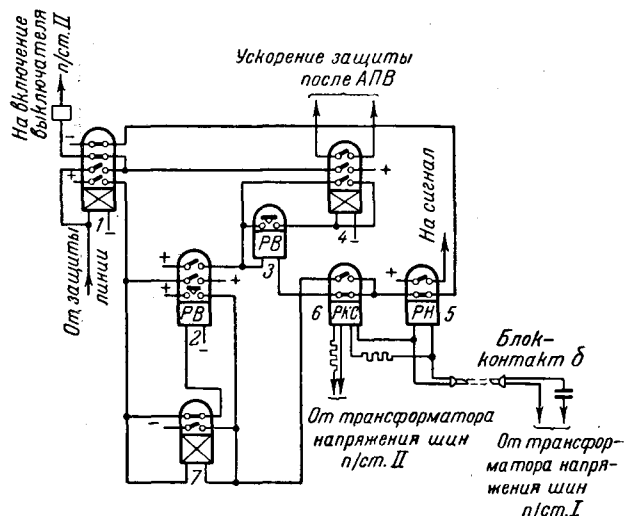 На включение
выключателя
п/ст. II
Ускорение защиты
после АПВ
-
+
1
-
От защиты
линии
+
4
-
На сигнал
РВ
3
+
+
+
РВ
2
-
+
6
РКС
РН
5
Блок-
контакт б
-
7
От трансформатора
напряжения шин
п/ст. II
От трансфор-
матора напря-
жения шин
п/ст. I